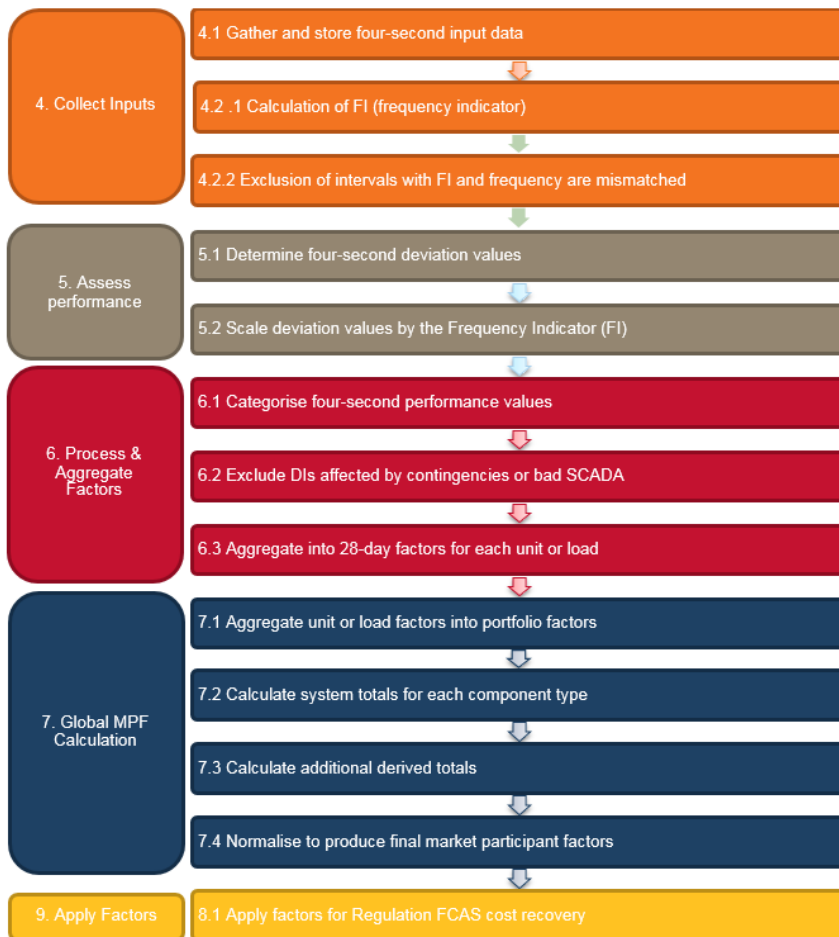 4. Collect Inputs
4.1 Gather and store four-second input data
4.2 .1 Calculation of FI (frequency indicator)
4.2.2 Exclusion of intervals with FI and frequency are mismatched
5. Assess
performance
5.1 Determine four-second deviation values
5.2 Scale deviation values by the Frequency Indicator (FI)
6. Process &
Aggregate
Factors
6.1 Categorise four-second performance values
6.2 Exclude DIs affected by contingencies or bad SCADA
6.3 Aggregate into 28-day factors for each unit or load
7. Global MPF
Calculation
7.1 Aggregate unit or load factors into portfolio factors
7.2 Calculate system totals for each component type
7.3 Calculate additional derived totals
7.4 Normalise to produce final market participant factors
9. Apply Factors
8.1 Apply factors for Regulation FCAS cost recovery